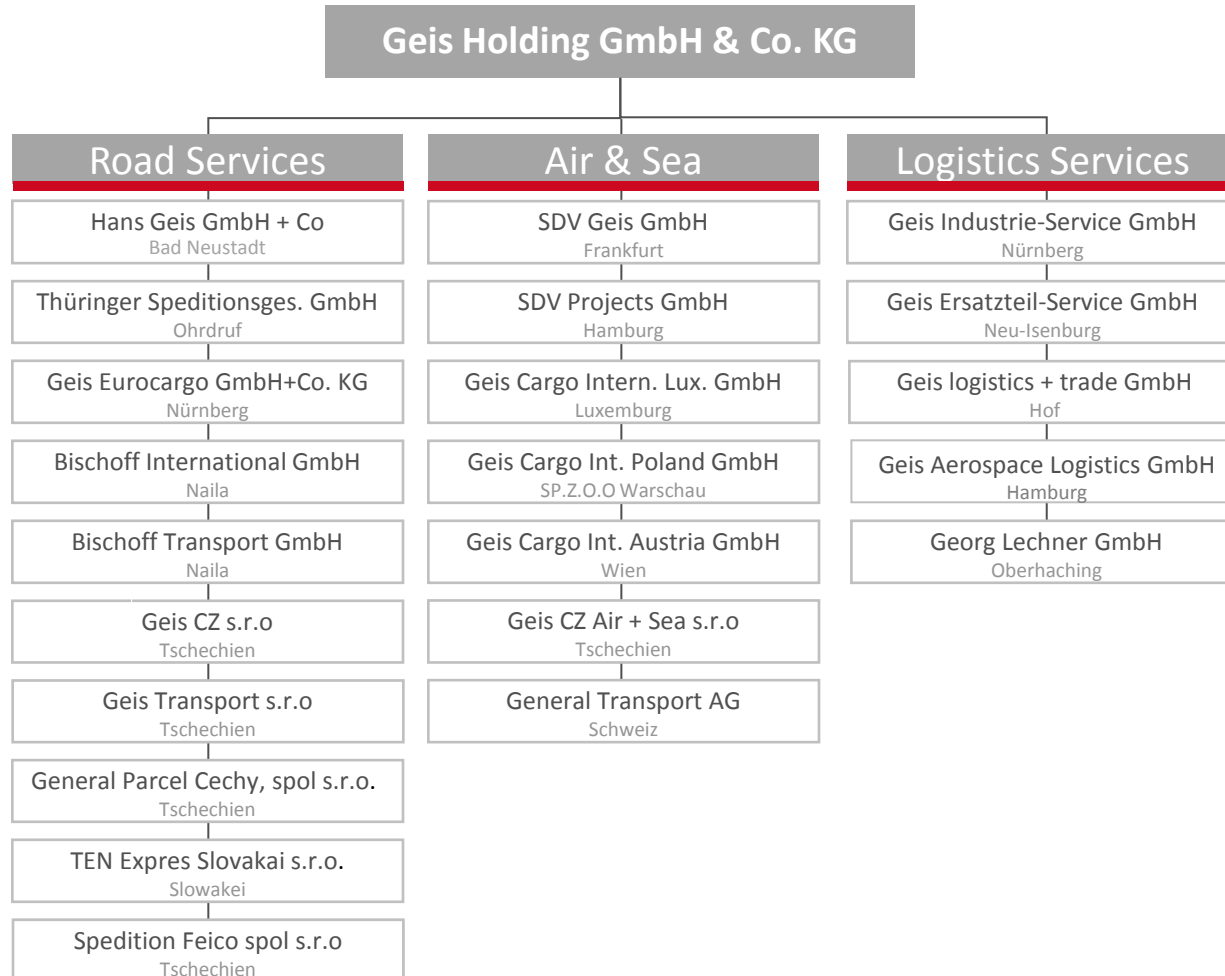 Geis Holding GmbH & Co. KG
Road Services
Hans Geis GmbH + Co
Bad Neustadt
Thüringer Speditionsges. GmbH
Ohrdruf
Geis Eurocargo GmbH+Co. KG
Nürnberg
Bischoff International GmbH
Naila
Bischoff Transport GmbH
Naila
Geis CZ s.r.o
Tschechien
Geis Transport s.r.o
Tschechien
General Parcel Cechy, spol s.r.o.
Tschechien
TEN Expres Slovakai s.r.o.
Slowakei
Spedition Feico spol s.r.o
Tschechien
Air & Sea
SDV Geis GmbH
Frankfurt
SDV Projects GmbH
Hamburg
Geis Cargo Intern. Lux. GmbH
Luxemburg
Geis Cargo Int. Poland GmbH
SP.Z.O.O Warschau
Geis Cargo Int. Austria GmbH
Wien
Geis CZ Air + Sea s.r.o
Tschechien
General Transport AG
Schweiz
Logistics Services
Geis Industrie-Service GmbH
Nürnberg
Geis Ersatzteil-Service GmbH
Neu-Isenburg
Geis logistics + trade GmbH
Hof
Geis Aerospace Logistics GmbH
Hamburg
Georg Lechner GmbH
Oberhaching